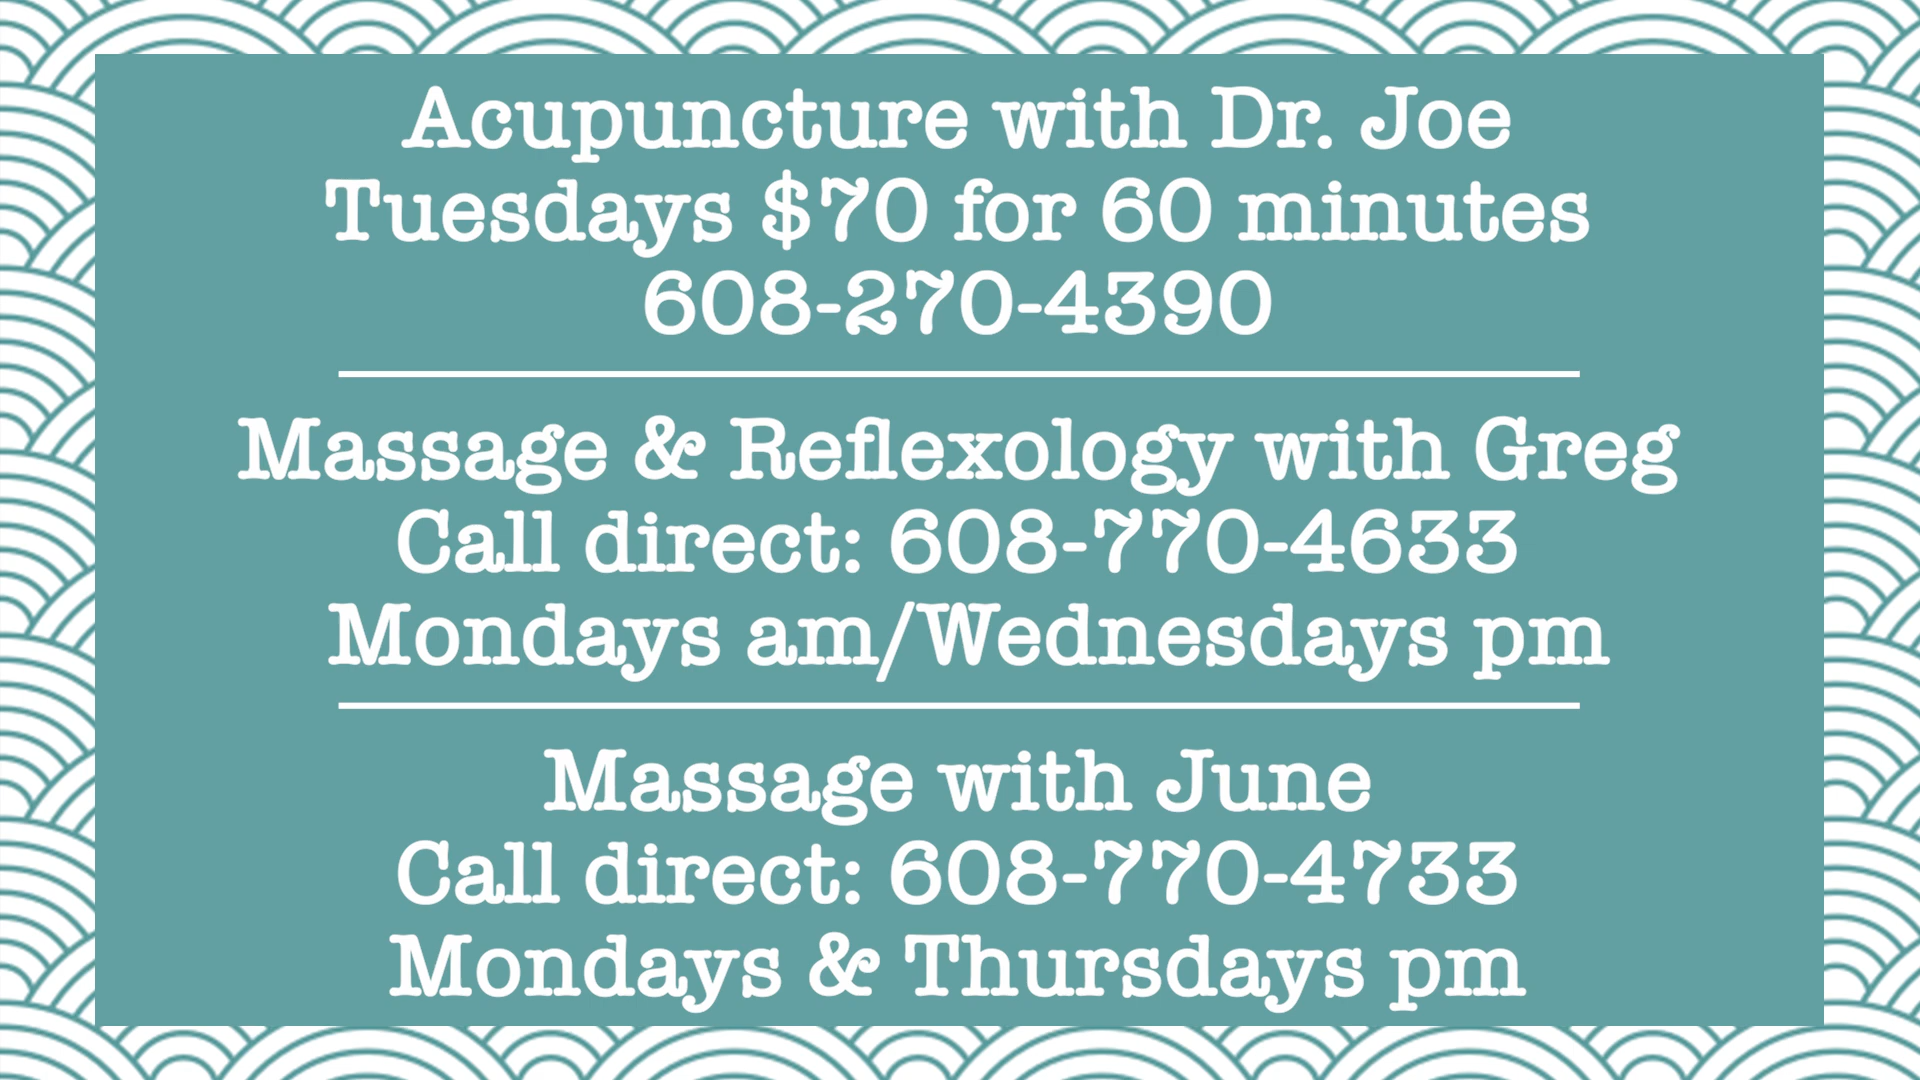 Acupuncture with Dr. Joe
Tuesdays $70 for 60 minutes
608-270-4390
Massage & Reflexology with Greg
Call direct: 608-770-4633
Mondays am/Wednesdays pm
Massage with June
Call direct: 608-770-4733
Mondays & Thursdays pm